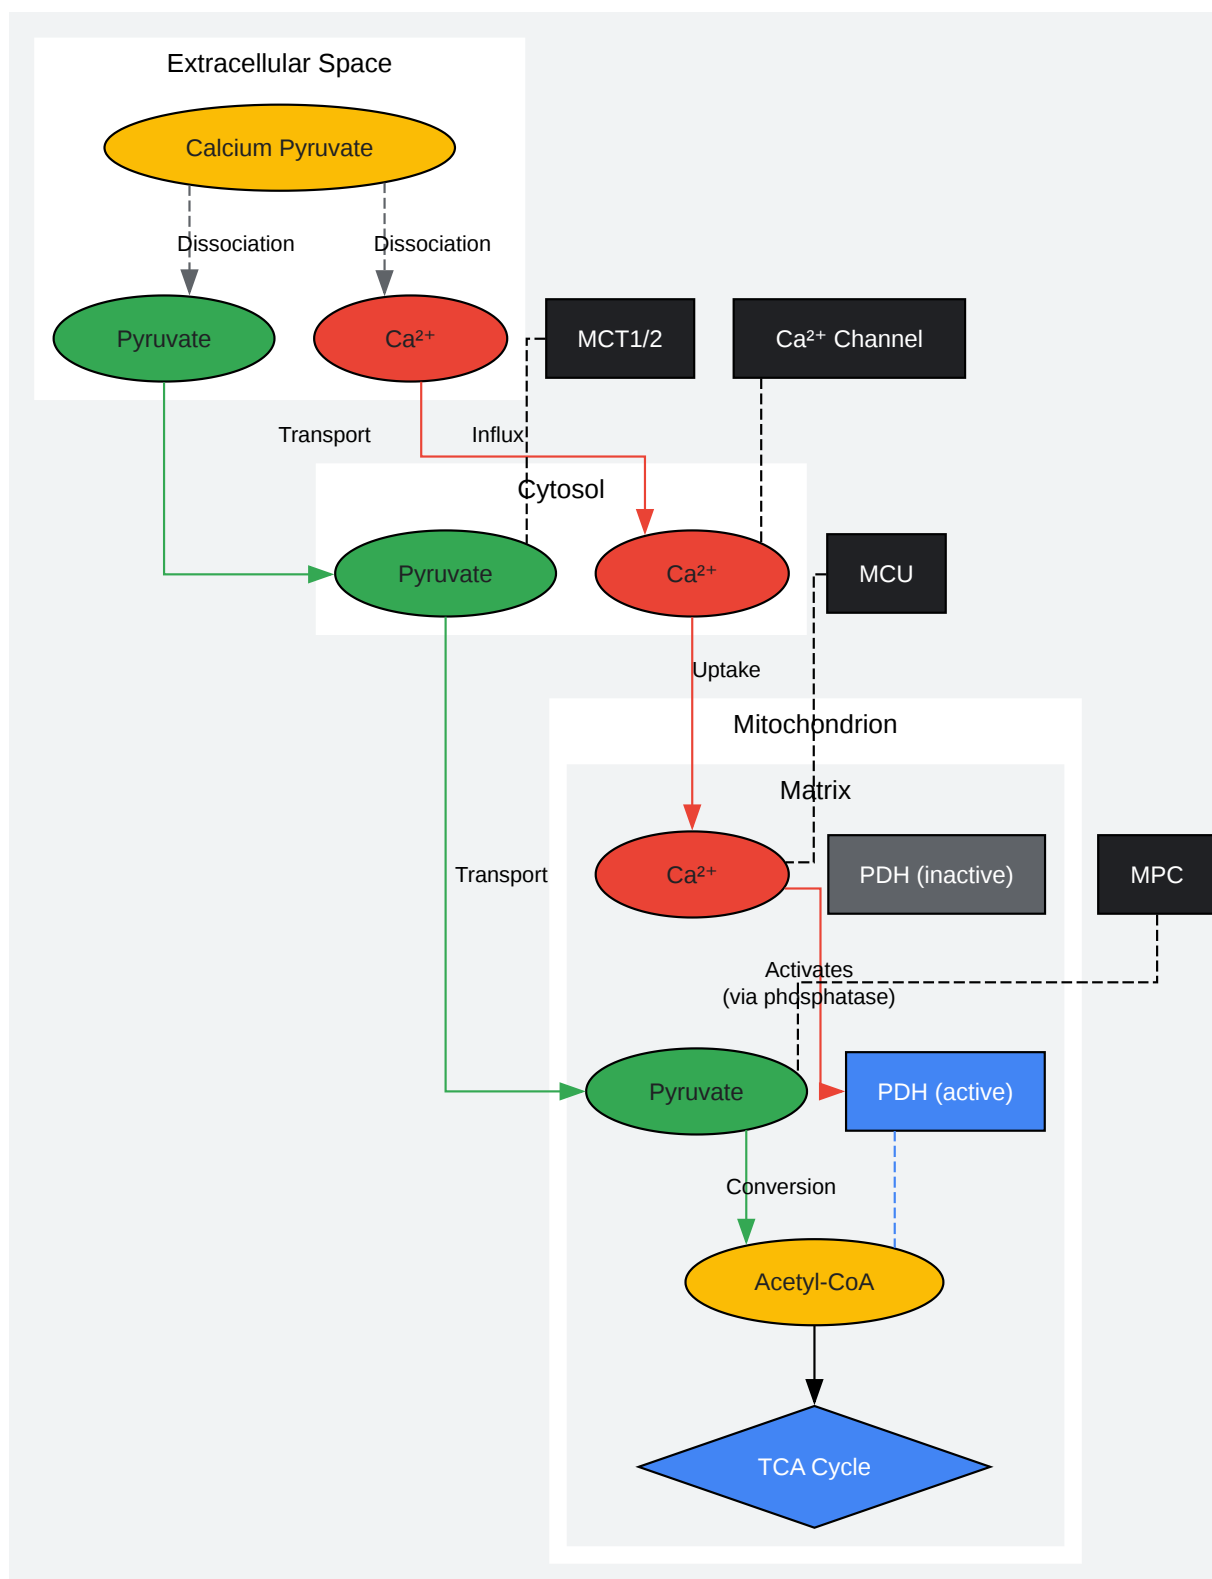 Extracellular Space
Calcium Pyruvate
Dissociation
Dissociation
Pyruvate
Ca²⁺
MCT1/2
Ca²⁺ Channel
Transport
Influx
Cytosol
Pyruvate
Ca²⁺
MCU
Uptake
Mitochondrion
Matrix
Transport
Ca²⁺
PDH (inactive)
MPC
Activates
(via phosphatase)
Pyruvate
PDH (active)
Conversion
Acetyl-CoA
TCA Cycle